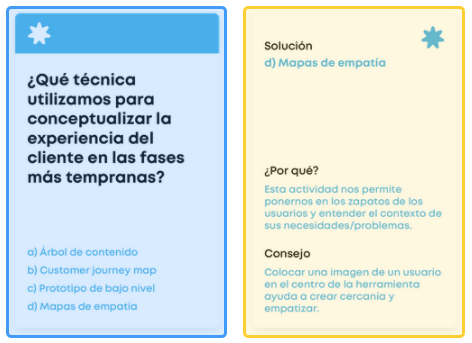 ¿Qué técnica
utilizamos para
conceptualizar la
experiencia del
cliente en las fases
más tempranas?
a) Árbol de contenido
b) Customer journey map
c) Prototipo de bajo nivel
d) Mapas de empatía
Solución
d) Mapas de empatía
¿Por qué?
Esta actividad nos permite
ponernos en los zapatos de los
usuarios y entender el contexto de
sus necesidades/problemas.
Consejo
Colocar una imagen de un usuario
en el centro de la herramienta
ayuda a crear cercanía y
empatizar.